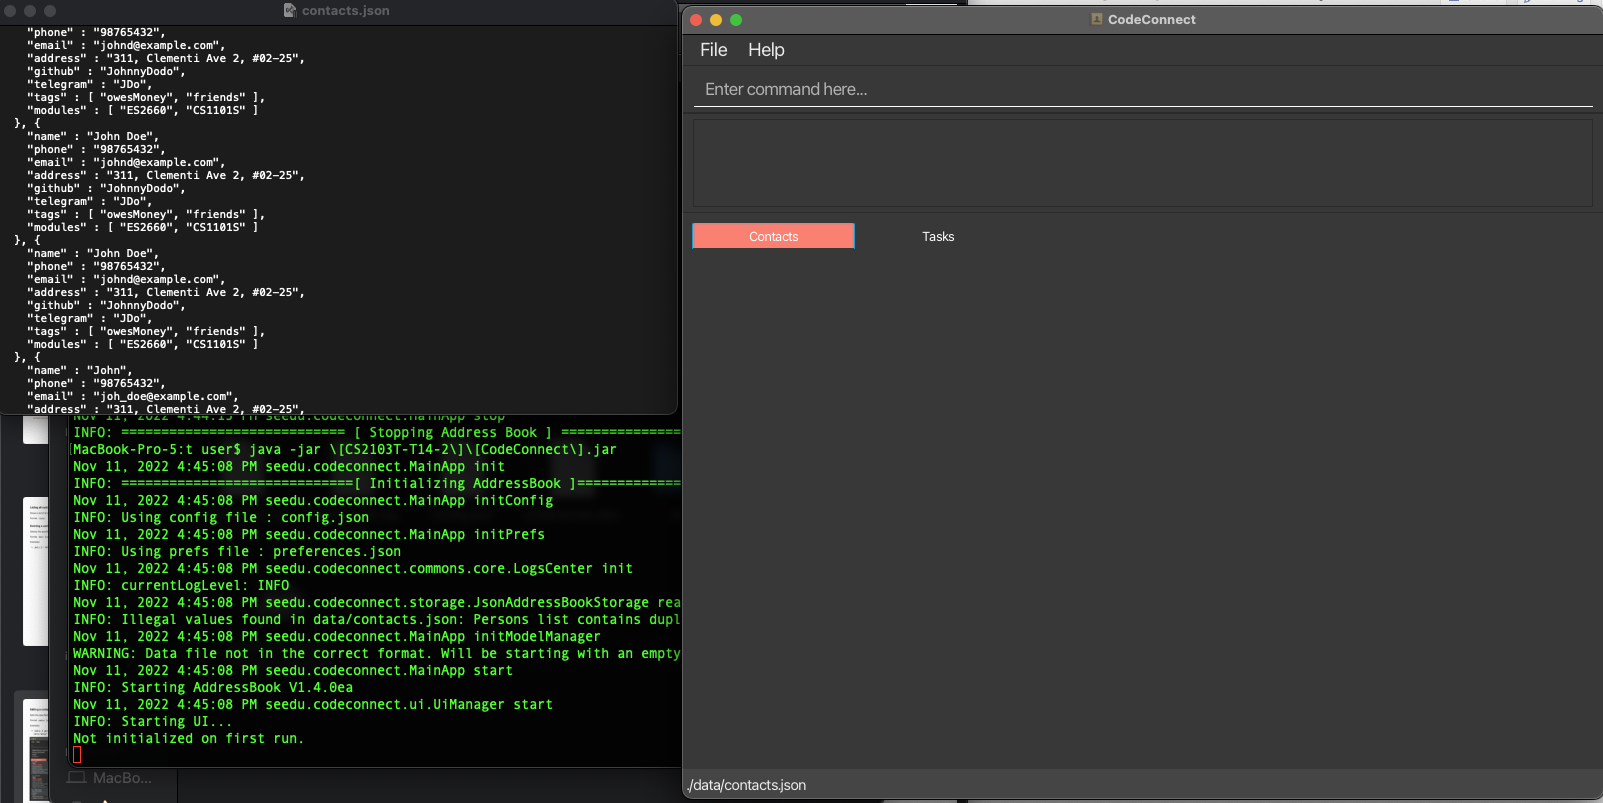 contacts.json
"phone" : "98765432",
"email" : "johnd@example.com",
"address" : "311, Clementi Ave 2, #02-25",
"github" : "JohnnyDodo",
"telegram" : "JDo",
"tags" : [ "owesMoney", "friends" ],
"modules" : [ "ES2660", "CS1101S" ]
}, {
"name" : "John Doe",
"phone" : "98765432",
"email" : "johnd@example.com",
"address" : "311, Clementi Ave 2, #02-25",
"github" : "JohnnyDodo",
"telegram" : "JDo",
"tags" : [ "owesMoney", "friends" ],
"modules" : [ "ES2660", "CS1101S" ]
}, {
"name" : "John Doe",
"phone" : "98765432",
"email" : "johnd@example.com",
"address" : "311, Clementi Ave 2, #02-25",
"github" : "JohnnyDodo",
"telegram" : "JDo",
"tags" : [ "owesMoney", "friends" ],
"modules" : [ "ES2660", "CS1101S" ]
}, {
"name" : "John",
"phone" : "98765432",
"email" : "joh_doe@example.com",
"address" : "311, Clementi Ave 2, #02-25",
Nov 11, 2022 4:44:15 PM seedu.codeconnect.MainApp stop
INFO: ============================ [ Stopping Address Book ] ===============
MacBook-Pro-5:t user$ java -jar \[CS2103T-T14-2\]\[CodeConnect\].jar
Nov 11, 2022 4:45:08 PM seedu.codeconnect.MainApp init
INFO: =============================[ Initializing AddressBook ]=============
Nov 11, 2022 4:45:08 PM seedu.codeconnect.MainApp initConfig
INFO: Using config file : config.json
Nov 11, 2022 4:45:08 PM seedu.codeconnect.MainApp initPrefs
INFO: Using prefs file : preferences.json
Nov 11, 2022 4:45:08 PM seedu.codeconnect.commons.core.LogsCenter init
INFO: currentLogLevel: INFO
Nov 11, 2022 4:45:08 PM seedu.codeconnect.storage.JsonAddressBookStorage rea
INFO: Illegal values found in data/contacts.json: Persons list contains dupl
Nov 11, 2022 4:45:08 PM seedu.codeconnect.MainApp initModelManager
WARNING: Data file not in the correct format. Will be starting with an empty
Nov 11, 2022 4:45:08 PM seedu.codeconnect.MainApp start
INFO: Starting AddressBook V1.4.0ea
Nov 11, 2022 4:45:08 PM seedu.codeconnect.ui.UiManager start
INFO: Starting UI...
Not initialized on first run.
MacBo...
CodeConnect
File Help
Enter command here...
Contacts Tasks
./data/contacts.json